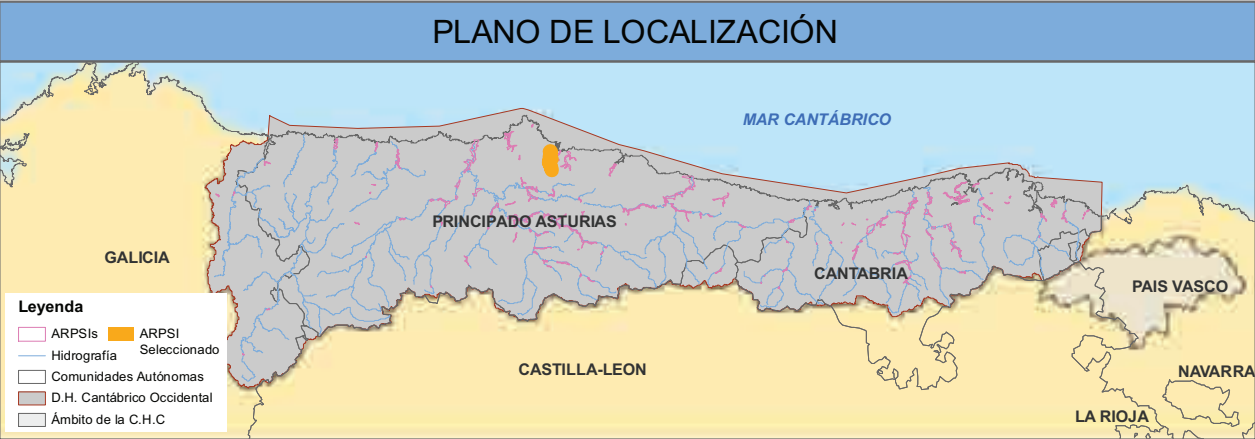 PLANO DE LOCALIZACIÓN
MAR CANTÁBRICO
PRINCIPADO ASTURIAS
GALICIA
CANTABRIA
PAIS VASCO
CASTILLA-LEON
NAVARRA
LA RIOJA
Leyenda
ARPSIs
ARPSI
Seleccionado
Hidrografía
Comunidades Autónomas
D.H. Cantábrico Occidental
Ámbito de la C.H.C